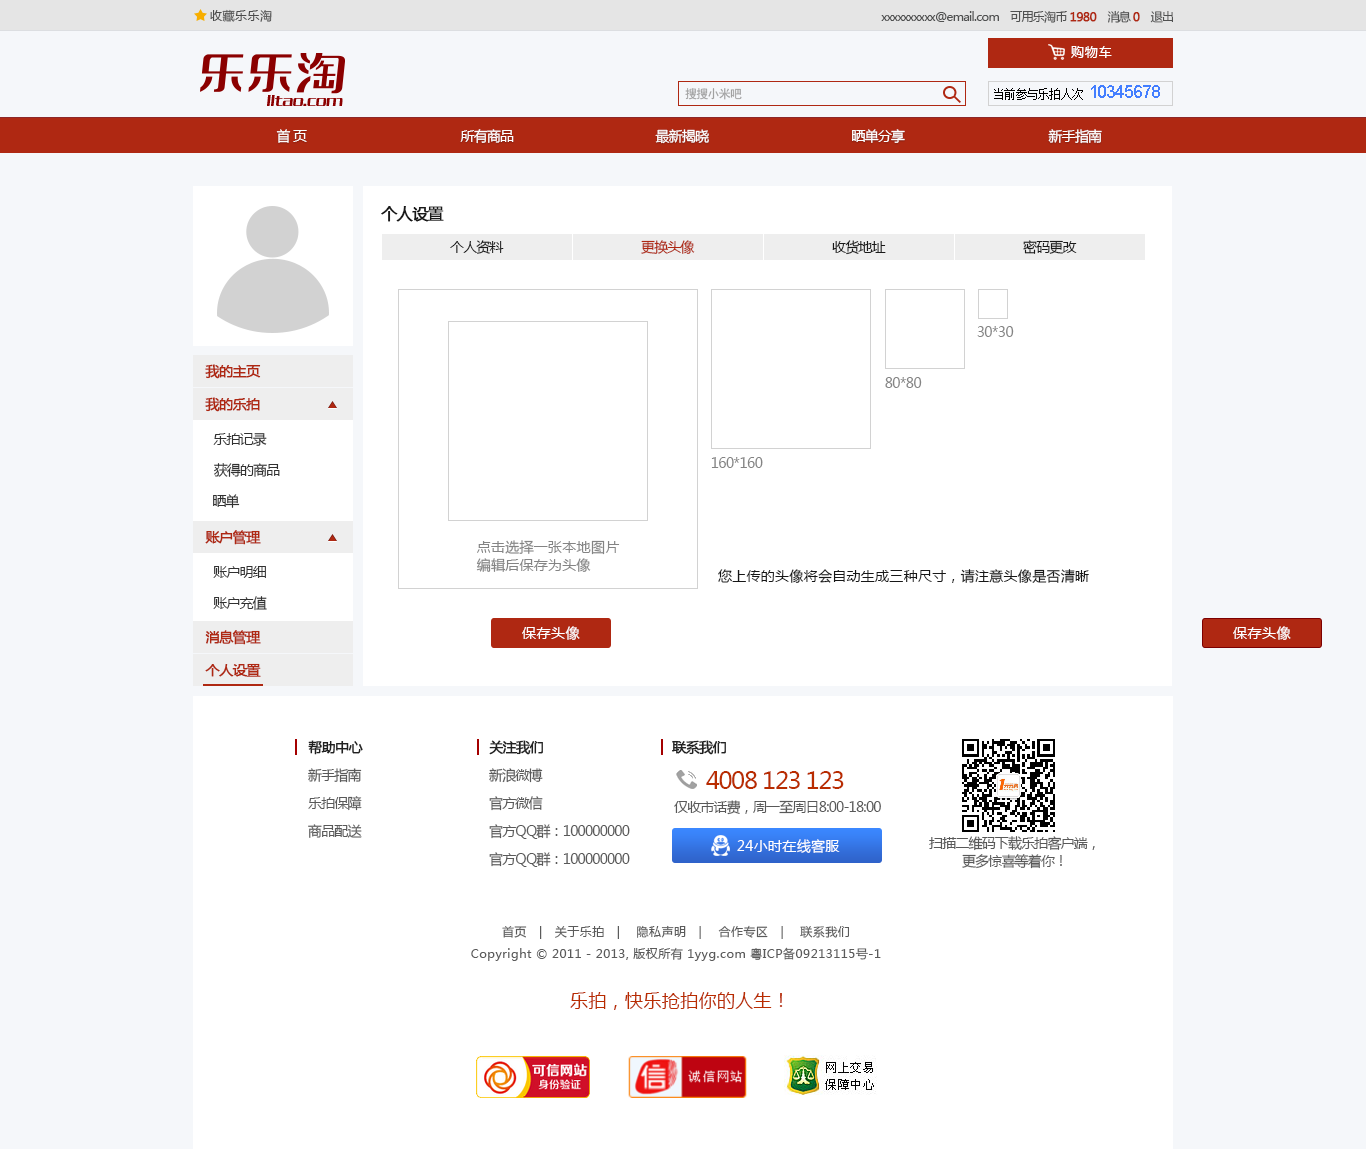 收藏乐乐淘
xxxxxxxxxx@email.com 可用乐淘币 1980 消息 0 退出
购物车
乐乐淘
lltao.com
搜搜小米吧
当前参与乐拍人次 10345678
首 页 所有商品 最新揭晓 晒单分享 新手指南
个人设置
个人资料 更换头像 收货地址 密码更改
30*30
80*80
160*160
点击选择一张本地图片
编辑后保存为头像
您上传的头像将会自动生成三种尺寸，请注意头像是否清晰
保存头像
保存头像
我的主页
我的乐拍
乐拍记录
获得的商品
晒单
账户管理
账户明细
账户充值
消息管理
个人设置
帮助中心
新手指南
乐拍保障
商品配送
关注我们
新浪微博
官方微信
官方QQ群：100000000
官方QQ群：100000000
联系我们
4008 123 123
仅收市话费，周一至周日8:00-18:00
24小时在线客服
扫描二维码下载乐拍客户端，
更多惊喜等着你！
首页 | 关于乐拍 | 隐私声明 | 合作专区 | 联系我们
Copyright © 2011 - 2013, 版权所有 1yyg.com 粤ICP备09213115号-1
乐拍，快乐抢拍你的人生！
可信网站
身份验证
信 诚信网站
网上交易
保障中心